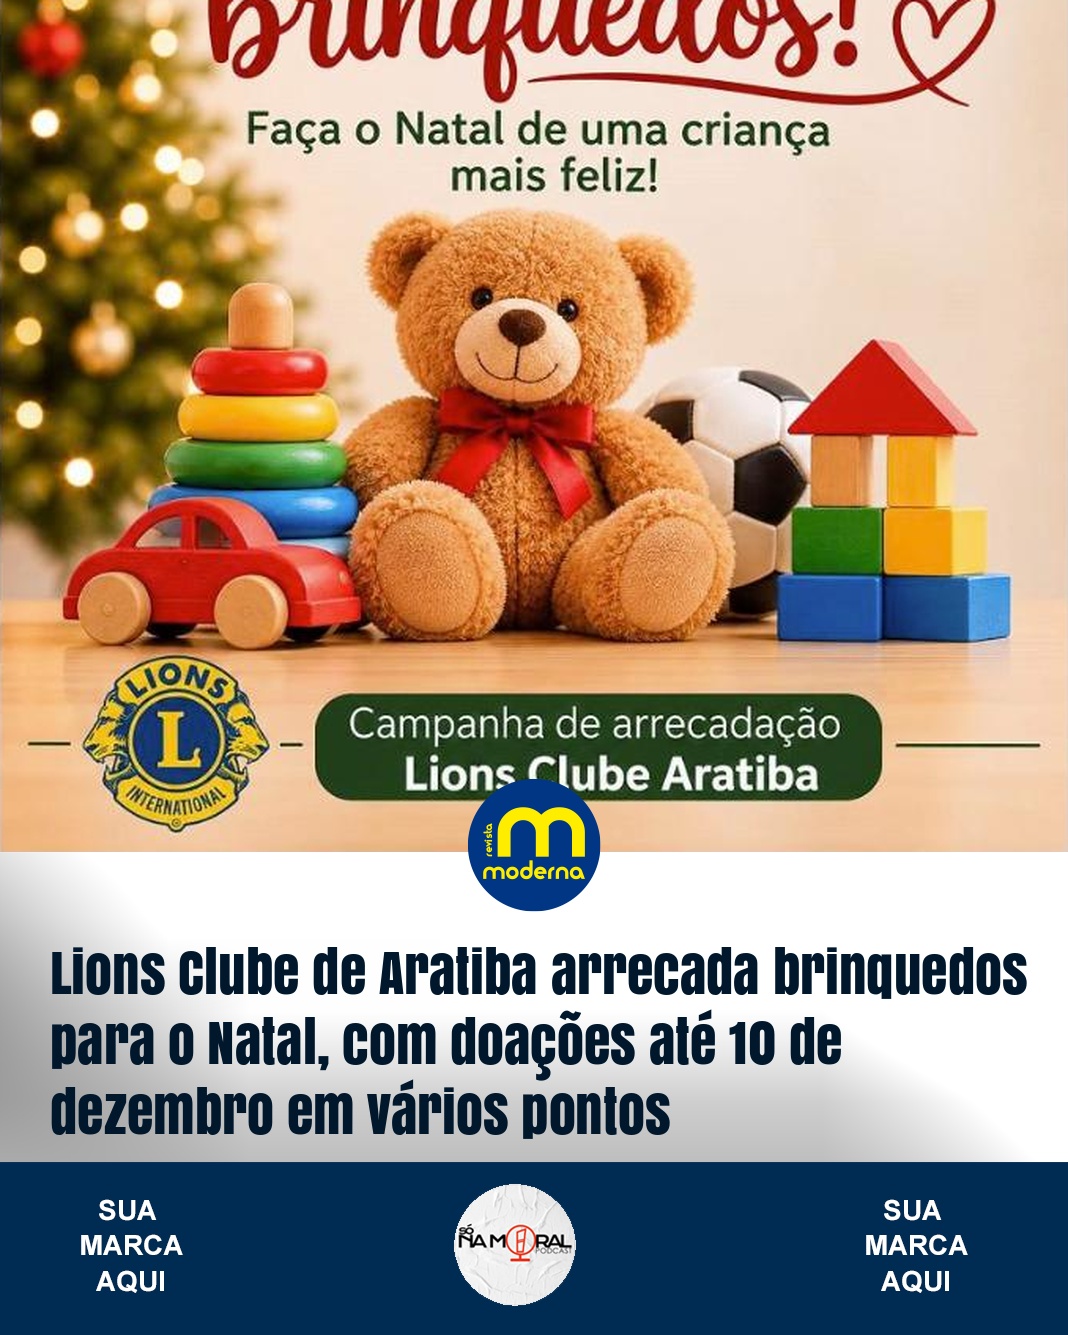 brinquedos!
Faça o Natal de uma criança
mais feliz!
LIONS
L
INTERNATIONAL
Campanha de arrecadação
Lions Clube Aratiba
revista
m
moderna
Lions Clube de Aratiba arrecada brinquedos
para o Natal, com doações até 10 de
dezembro em vários pontos
SUA
MARCA
AQUI
SÓ
NA MORAL
PODCAST
SUA
MARCA
AQUI